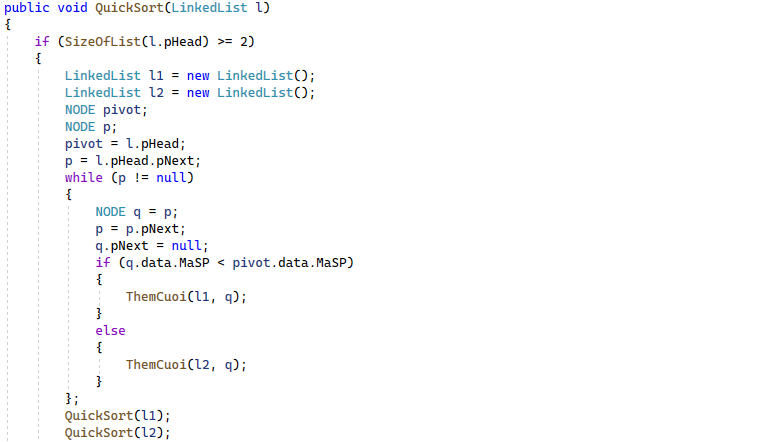 public void QuickSort(LinkedList l)
{
    if (SizeOfList(l.pHead) >= 2)
    {
        LinkedList l1 = new LinkedList();
        LinkedList l2 = new LinkedList();
        NODE pivot;
        NODE p;
        pivot = l.pHead;
        p = l.pHead.pNext;
        while (p != null)
        {
            NODE q = p;
            p = p.pNext;
            q.pNext = null;
            if (q.data.MaSP < pivot.data.MaSP)
            {
                ThemCuoi(l1, q);
            }
            else
            {
                ThemCuoi(l2, q);
            }
        };
        QuickSort(l1);
        QuickSort(l2);